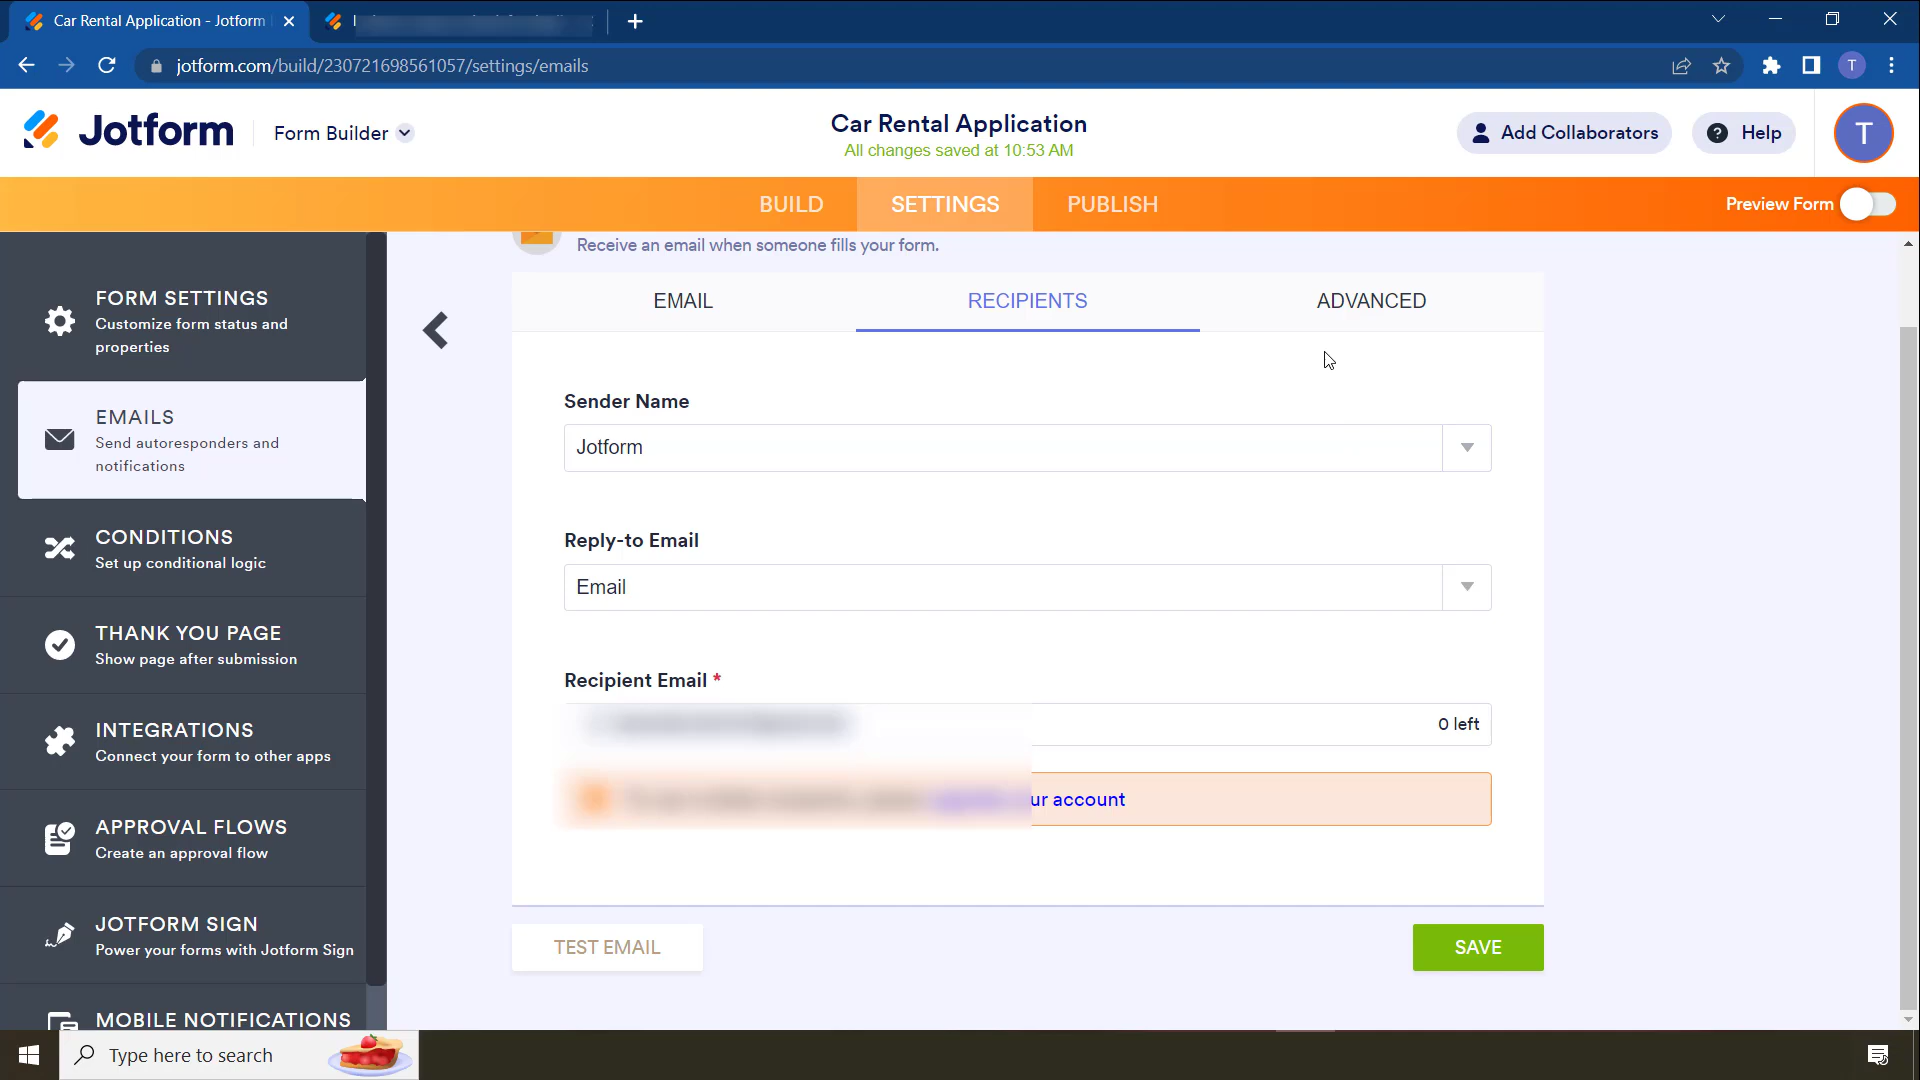 Car Rental Application - Jotform
jotform.com/build/230721698561057/settings/emails
T
Jotform
Form Builder
Car Rental Application
All changes saved at 10:53 AM
Add Collaborators
Help
T
BUILD
SETTINGS
PUBLISH
Preview Form
FORM SETTINGS
Customize form status and
properties
EMAILS
Send autoresponders and
notifications
CONDITIONS
Set up conditional logic
THANK YOU PAGE
Show page after submission
INTEGRATIONS
Connect your form to other apps
APPROVAL FLOWS
Create an approval flow
JOTFORM SIGN
Power your forms with Jotform Sign
MOBILE NOTIFICATIONS
Receive an email when someone fills your form.
EMAIL
RECIPIENTS
ADVANCED
Sender Name
Jotform
Reply-to Email
Email
Recipient Email *
0 left
ur account
TEST EMAIL
SAVE
Type here to search